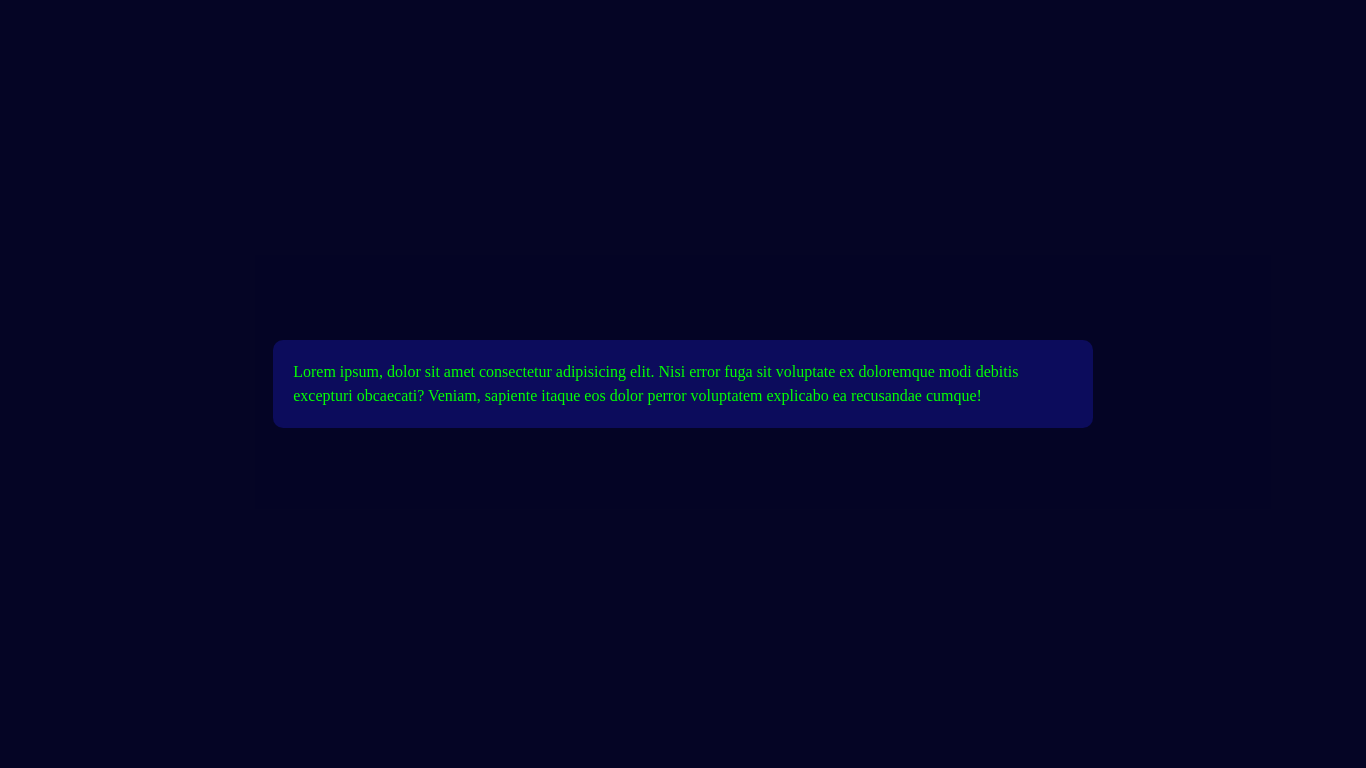 Lorem ipsum, dolor sit amet consectetur adipisicing elit. Nisi error fuga sit voluptate ex doloremque modi debitis
excepturi obcaecati? Veniam, sapiente itaque eos dolor perror voluptatem explicabo ea recusandae cumque!